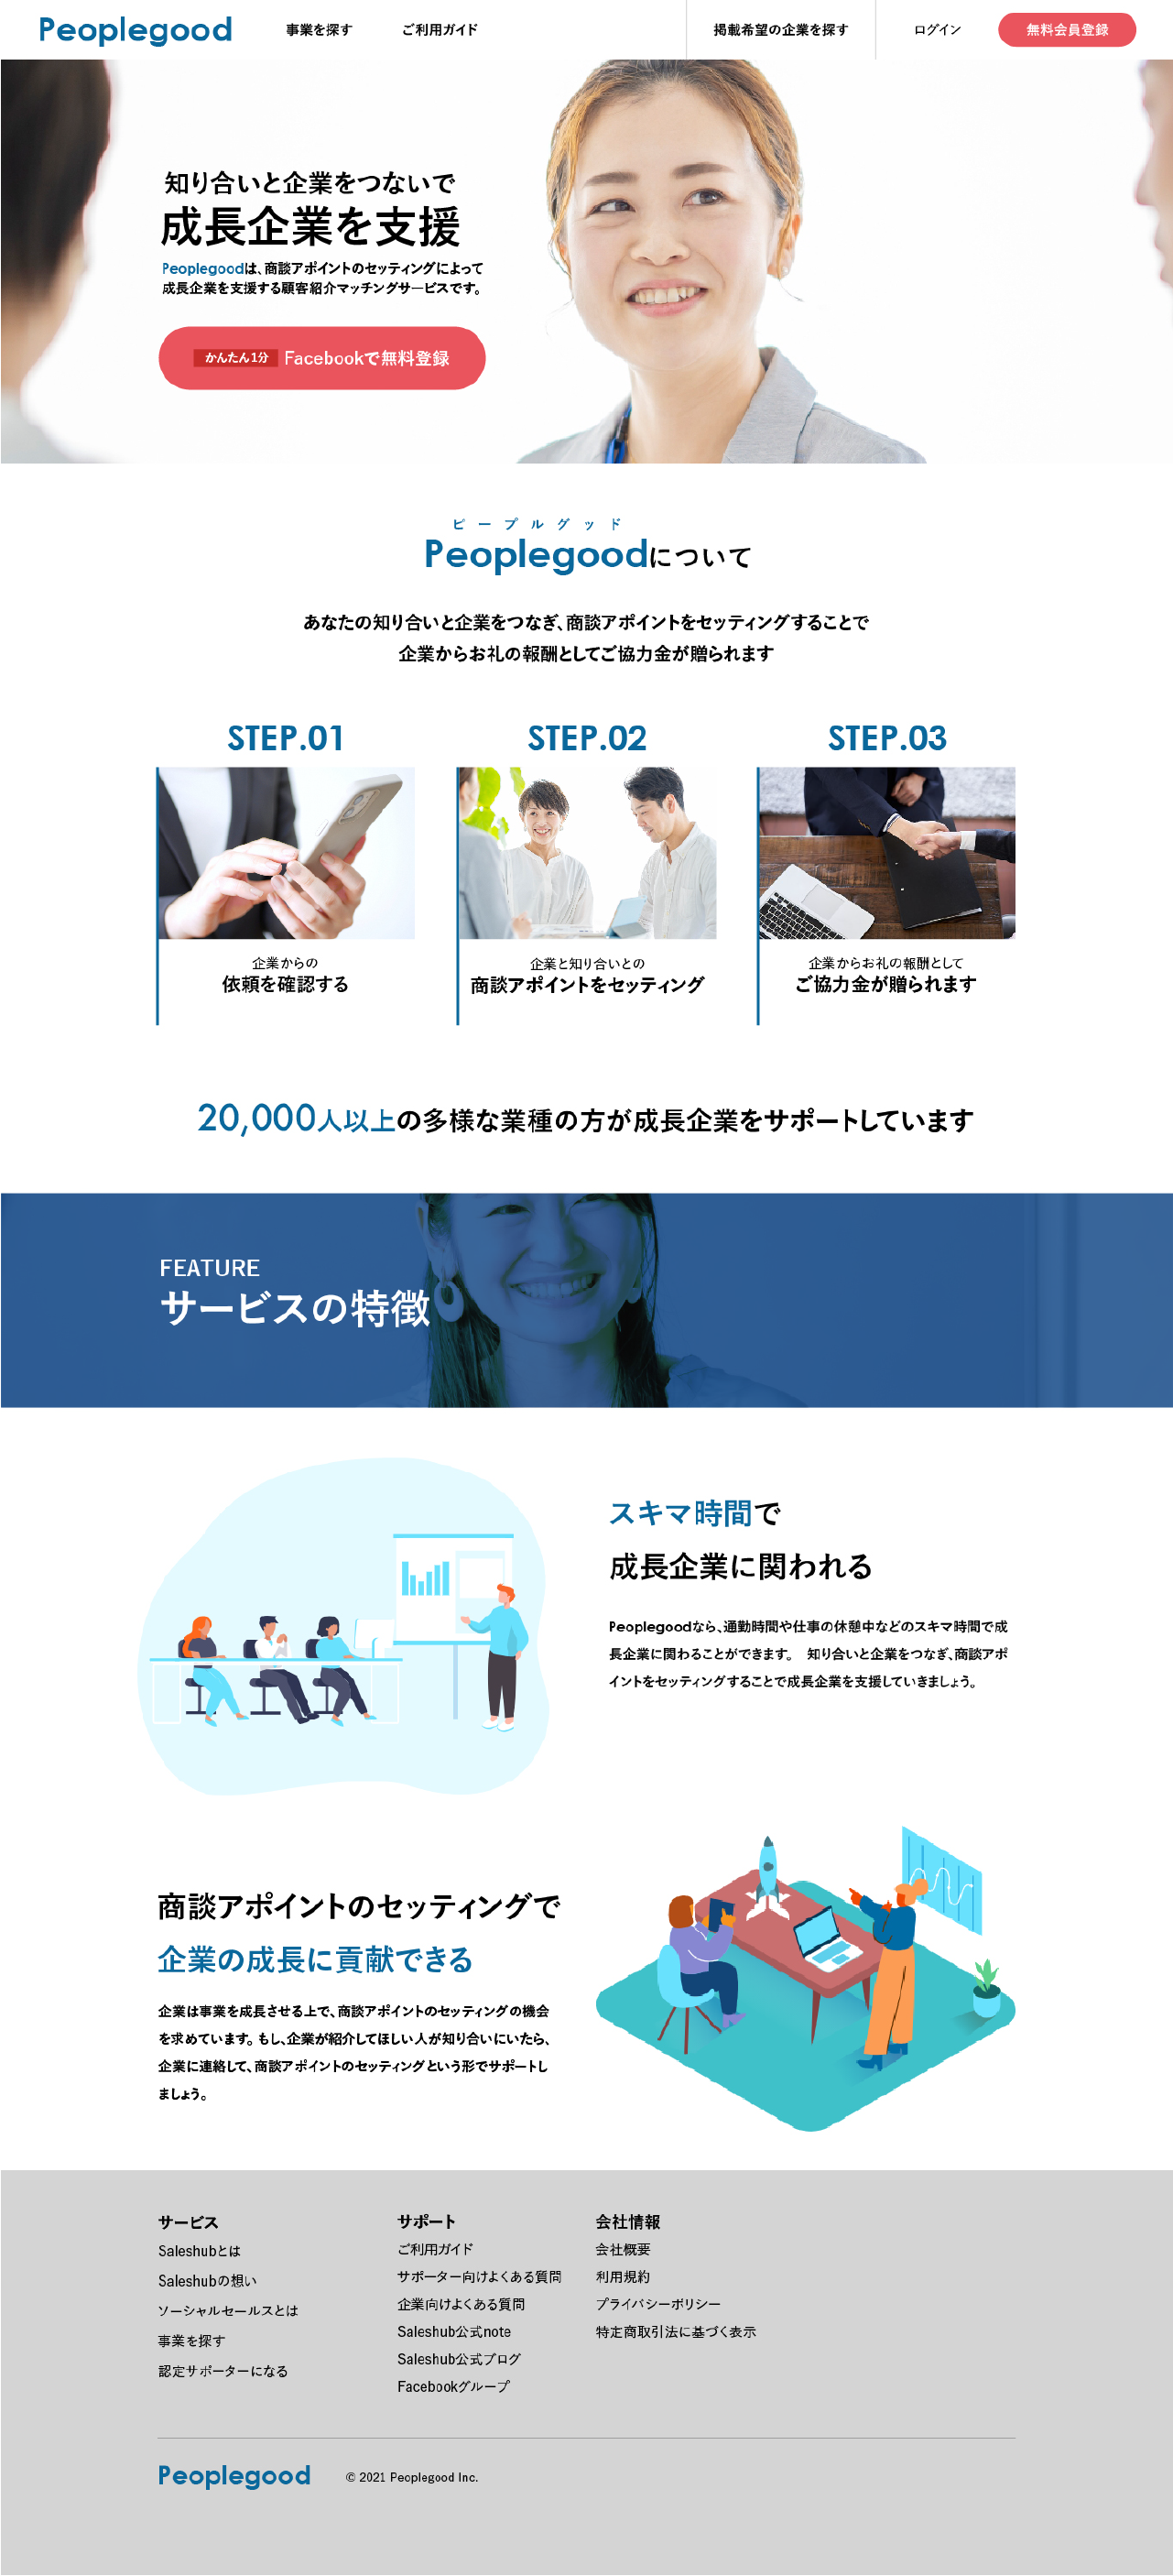 Peoplegood
事業を探す
ご利用ガイド
掲載希望の企業を探す
ログイン
無料会員登録
知り合いと企業をつないで
成長企業を支援
Peoplegoodは、商談アポイントのセッティングによって
成長企業を支援する顧客紹介マッチングサービスです。
かんたん1分 Facebookで無料登録
ピープルグッド
Peoplegoodについて
あなたの知り合いと企業をつなぎ、商談アポイントをセッティングすることで
企業からお礼の報酬としてご協力金が贈られます
STEP.01
企業からの
依頼を確認する
STEP.02
企業と知り合いとの
商談アポイントをセッティング
STEP.03
企業からお礼の報酬として
ご協力金が贈られます
20,000人以上の多様な業種の方が成長企業をサポートしています
FEATURE
サービスの特徴
スキマ時間で
成長企業に関われる
Peoplegoodなら、通勤時間や仕事の休憩中などのスキマ時間で成
長企業に関わることができます。 知り合いと企業をつなぎ、商談アポ
イントをセッティングすることで成長企業を支援していきましょう。
商談アポイントのセッティングで
企業の成長に貢献できる
企業は事業を成長させる上で、商談アポイントのセッティングの機会
を求めています。もし、企業が紹介してほしい人が知り合いにいたら、
企業に連絡して、商談アポイントのセッティングという形でサポートし
ましょう。
サービス
Saleshubとは
Saleshubの想い
ソーシャルセールスとは
事業を探す
認定サポーターになる
サポート
ご利用ガイド
サポーター向けよくある質問
企業向けよくある質問
Saleshub公式note
Saleshub公式ブログ
Facebookグループ
会社情報
会社概要
利用規約
プライバシーポリシー
特定商取引法に基づく表示
Peoplegood
© 2021 Peoplegood Inc.